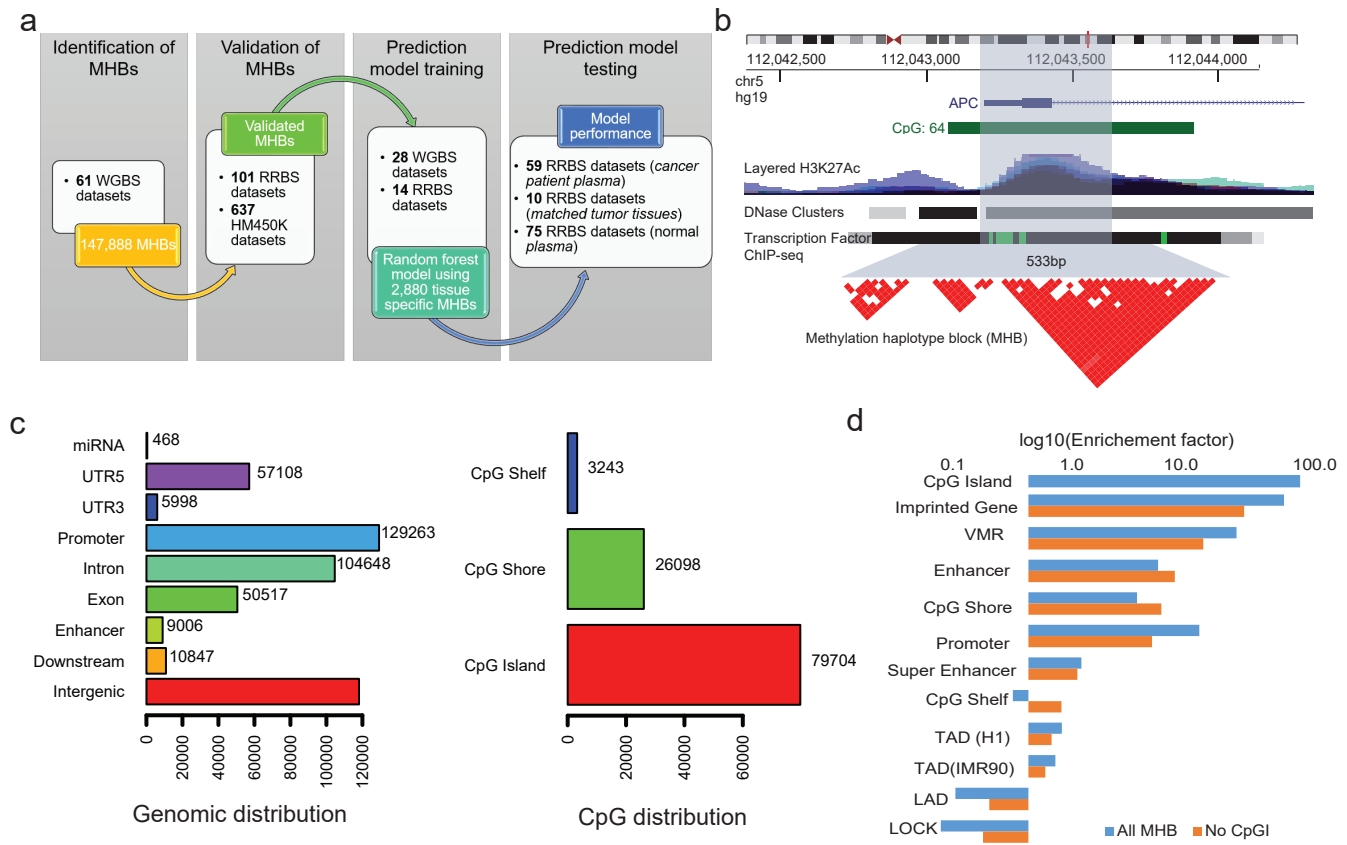 a
Identification of
MHBs
Validation of
MHBs
Prediction
model training
Prediction model
testing
• 61 WGBS
datasets
147,888 MHBs
Validated
MHBs
• 101 RRBS
datasets
• 637
HM450K
datasets
• 28 WGBS
datasets
• 14 RRBS
datasets
Random forest
model using
2,880 tissue
specific MHBs
Model
performance
• 59 RRBS datasets (cancer
patient plasma)
• 10 RRBS datasets
(matched tumor tissues)
• 75 RRBS datasets (normal
plasma)
b
112,042,500
112,043,000
112,043,500
112,044,000
chr5
hg19
APC
CpG: 64
Layered H3K27Ac
DNase Clusters
Transcription Factor
ChIP-seq
533bp
Methylation haplotype block (MHB)
c
miRNA
468
UTR5
57108
UTR3
5998
Promoter
129263
Intron
104648
Exon
50517
Enhancer
9006
Downstream
10847
Intergenic
0
20000
40000
60000
80000
100000
120000
Genomic distribution
CpG Shelf
3243
CpG Shore
26098
CpG Island
79704
0
20000
40000
60000
CpG distribution
d
log10(Enrichement factor)
0.1
1.0
10.0
100.0
CpG Island
Imprinted Gene
VMR
Enhancer
CpG Shore
Promoter
Super Enhancer
CpG Shelf
TAD (H1)
TAD(IMR90)
LAD
LOCK
All MHB
No CpGI